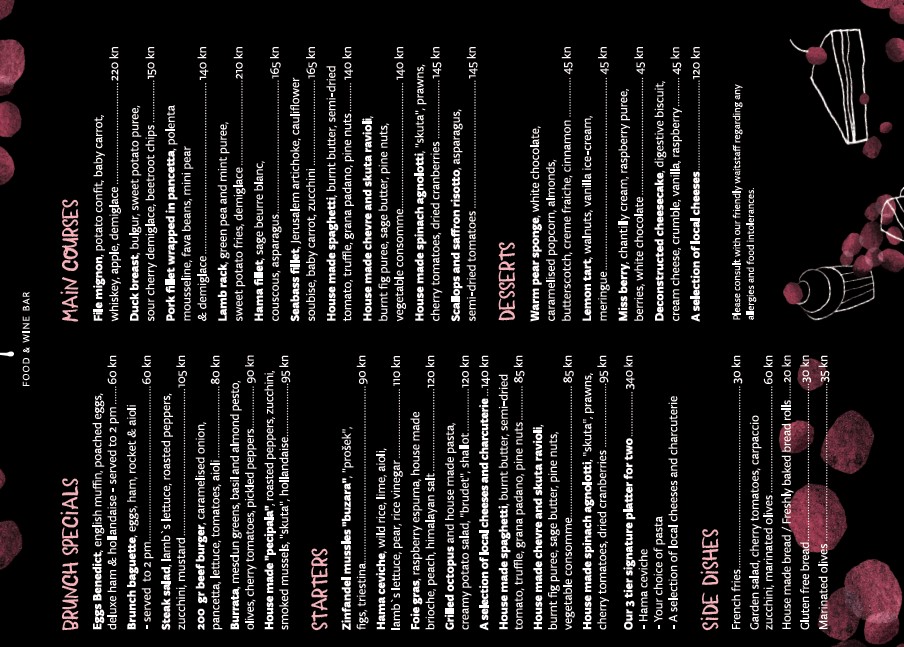 FOOD & WINE BAR
BRUNCH SPECIALS
Eggs Benedict, english muffin, poached eggs,
deluxe ham & hollandaise - served to 2 pm .......60 kn
Brunch baguette, eggs, ham, rocket & aioli
- served to 2 pm....................................................60 kn
Steak salad, lamb`s lettuce, roasted peppers,
zucchini, mustard.................................................105 kn
200 gr beef burger, caramelised onion,
pancetta, lettuce, tomatoes, aioli ........................80 kn
Burrata, mesclun greens, basil and almond pesto,
olives, cherry tomatoes, pickled peppers.............. 90 kn
House made "pecipala", roasted peppers, zucchini,
smoked mussels, "skuta", hollandaise..................95 kn
STARTERS
Zinfandel mussles "buzara", "prošek",
figs, triestina...........................................................90 kn
Hama ceviche, wild rice, lime, aioli,
lamb`s lettuce, pear, rice vinegar ....................... 110 kn
Foie gras, raspberry espuma, house made
brioche, peach, himalayan salt............................120 kn
Grilled octopus and house made pasta,
creamy potato salad, "brudet", shallot...............120 kn
A selection of local cheeses and charcuterie ...140 kn
House made spaghetti, burnt butter, semi-dried
tomato, truffle, grana padano, pine nuts............ 85 kn
House made chevre and skuta ravioli,
burnt fig puree, sage butter, pine nuts,
vegetable consomme............................................ 85 kn
House made spinach agnolotti, "skuta", prawns,
cherry tomatoes, dried cranberries .....................95 kn
Our 3 tier signature platter for two............... 340 kn
- Hama ceviche
- Your choice of pasta
- A selection of local cheeses and charcuterie
SIDE DISHES
French fries............................................................. 30 kn
Garden salad, cherry tomatoes, carpaccio
zucchini, marinated olives ....................................60 kn
House made bread / Freshly baked bread rolls......20 kn
Gluten free bread....................................................30 kn
Marinated olives .....................................................35 kn
MAIN COURSES
File mignon, potato confit, baby carrot,
whiskey, apple, demiglace ..................................220 kn
Duck breast, bulgur, sweet potato puree,
sour cherry demiglace, beetroot chips ..............150 kn
Pork fillet wrapped in pancetta, polenta
mousseline, fava beans, mini pear
& demiglace......................................................... 140 kn
Lamb rack, green pea and mint puree,
sweet potato fries, demiglace............................210 kn
Hama fillet, sage beurre blanc,
couscous, asparagus............................................165 kn
Seabass fillet, Jerusalem artichoke, cauliflower
soubise, baby carrot, zucchini .............................165 kn
House made spaghetti, burnt butter, semi-dried
tomato, truffle, grana padano, pine nuts.......... 140 kn
House made chevre and skuta ravioli,
burnt fig puree, sage butter, pine nuts,
vegetable consomme.......................................... 140 kn
House made spinach agnolotti, "skuta", prawns,
cherry tomatoes, dried cranberries ....................145 kn
Scallops and saffron risotto, asparagus,
semi-dried tomatoes ...........................................145 kn
DESSERTS
Warm pear sponge, white chocolate,
caramelised popcorn, almonds,
butterscotch, creme fraiche, cinnamon ............. 45 kn
Lemon tart, walnuts, vanilla ice-cream,
meringue................................................................ 45 kn
Miss berry, chantilly cream, raspberry puree,
berries, white chocolate....................................... 45 kn
Deconstructed cheesecake, digestive biscuit,
cream cheese, crumble, vanilla, raspberry.......... 45 kn
A selection of local cheeses..............................120 kn
Please consult with our friendly waitstaff regarding any
allergies and food intolerances.